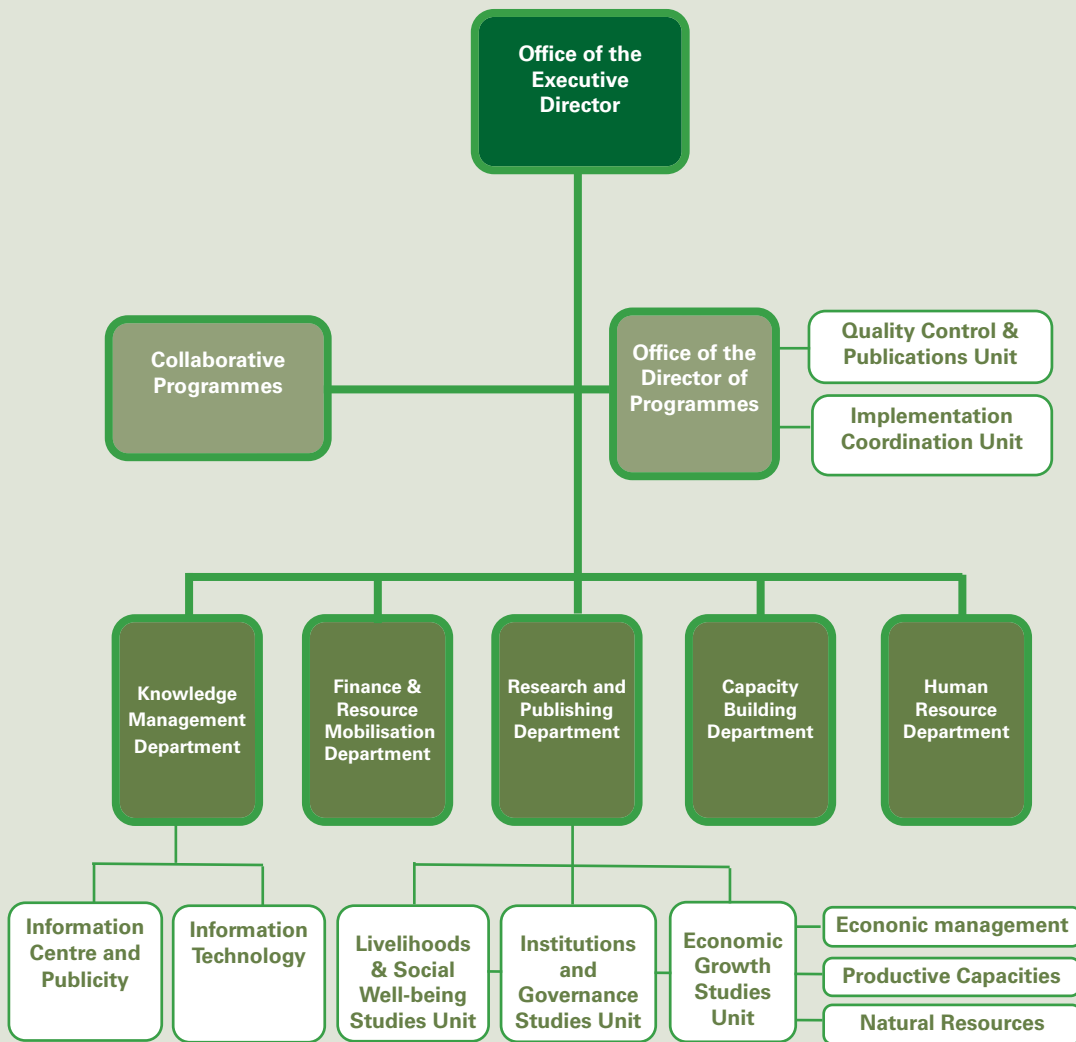 Office of the
Executive
Director
Collaborative
Programmes
Office of the
Director of
Programmes
Quality Control &
Publications Unit
Implementation
Coordination Unit
Knowledge
Management
Department
Finance &
Resource
Mobilisation
Department
Research and
Publishing
Department
Capacity
Building
Department
Human
Resource
Department
Information
Centre and
Publicity
Information
Technology
Livelihoods
& Social
Well-being
Studies Unit
Institutions
and
Governance
Studies Unit
Economic
Growth
Studies
Unit
Econonic management
Productive Capacities
Natural Resources